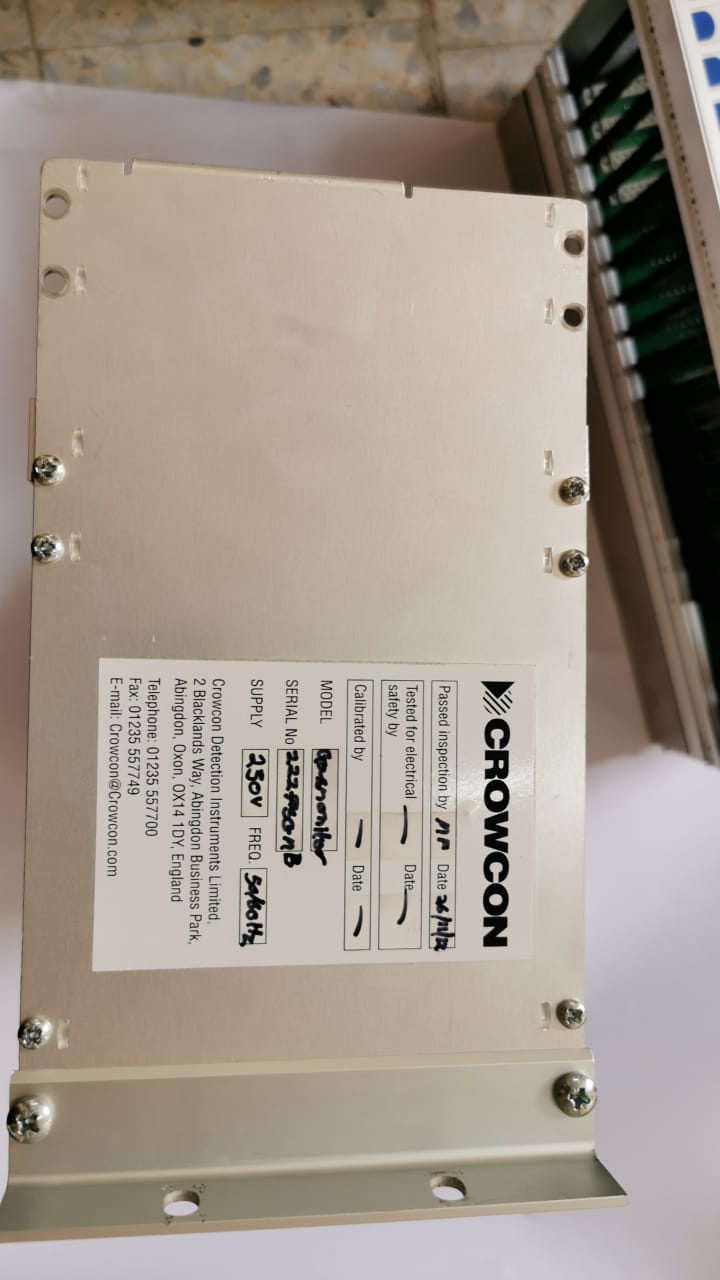 CROWCON
Passed inspection by Date
Tested for electrical
safety by Date
Calibrated by Date
MODEL Gasmonitor
SERIAL No
SUPPLY 230V FREQ. 50/60Hz
Crowcon Detection Instruments Limited,
2 Blacklands Way, Abingdon Business Park,
Abingdon, Oxon, OX14 1DY, England
Telephone: 01235 557700
Fax: 01235 557749
E-mail: Crowcon@Crowcon.com